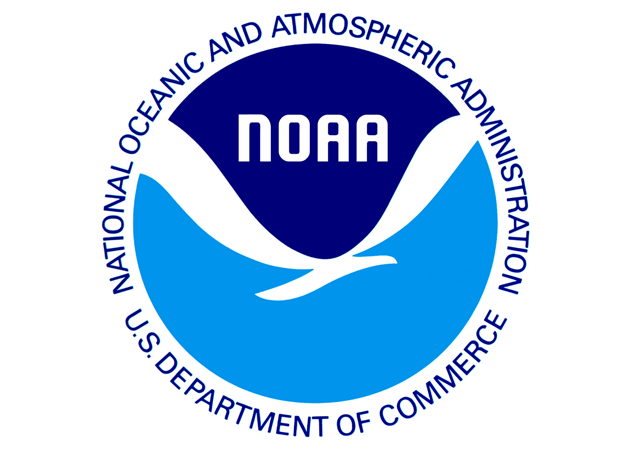 NATIONAL OCEANIC AND ATMOSPHERIC ADMINISTRATION
NOAA
U.S. DEPARTMENT OF COMMERCE